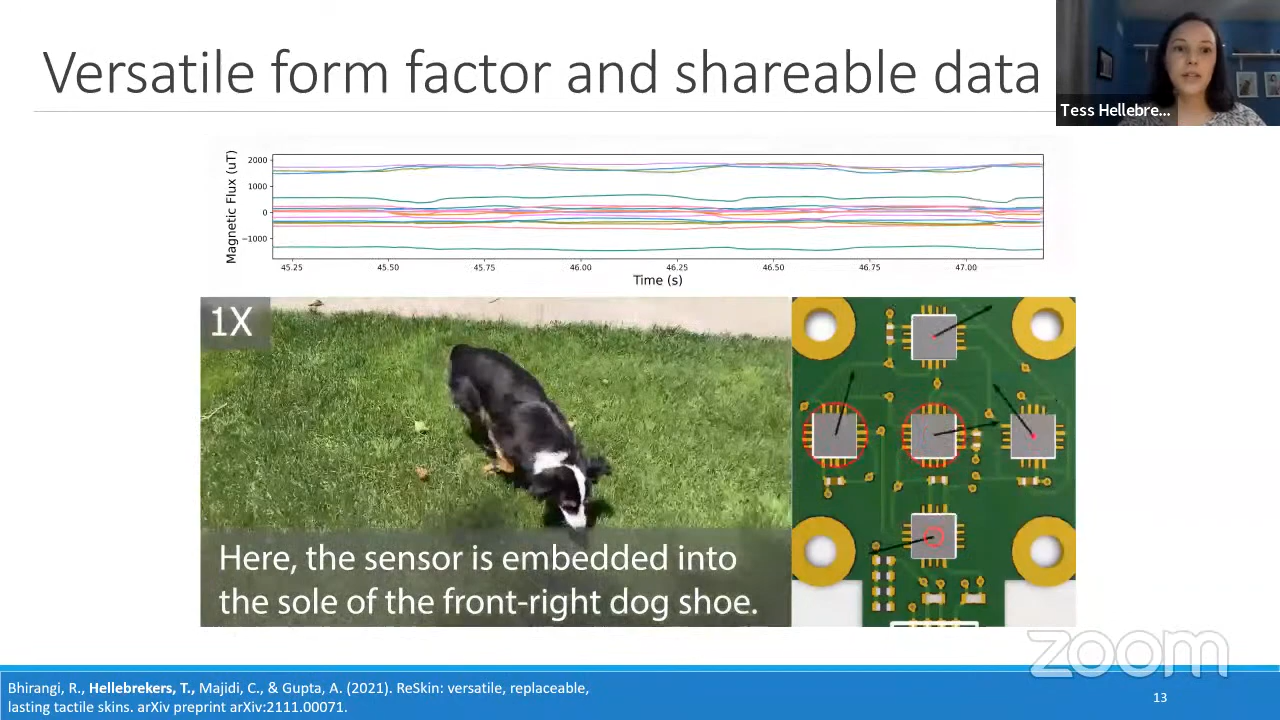 Versatile form factor and shareable data
Tess Hellebre...
Magnetic Flux (uT)
2000
1000
0
−1000
45.25 45.50 45.75 46.00 46.25 46.50 46.75 47.00
Time (s)
1X
Here, the sensor is embedded into
the sole of the front-right dog shoe.
zoom
Bhirangi, R., Hellebrekers, T., Majidi, C., & Gupta, A. (2021). ReSkin: versatile, replaceable,
lasting tactile skins. arXiv preprint arXiv:2111.00071.
13